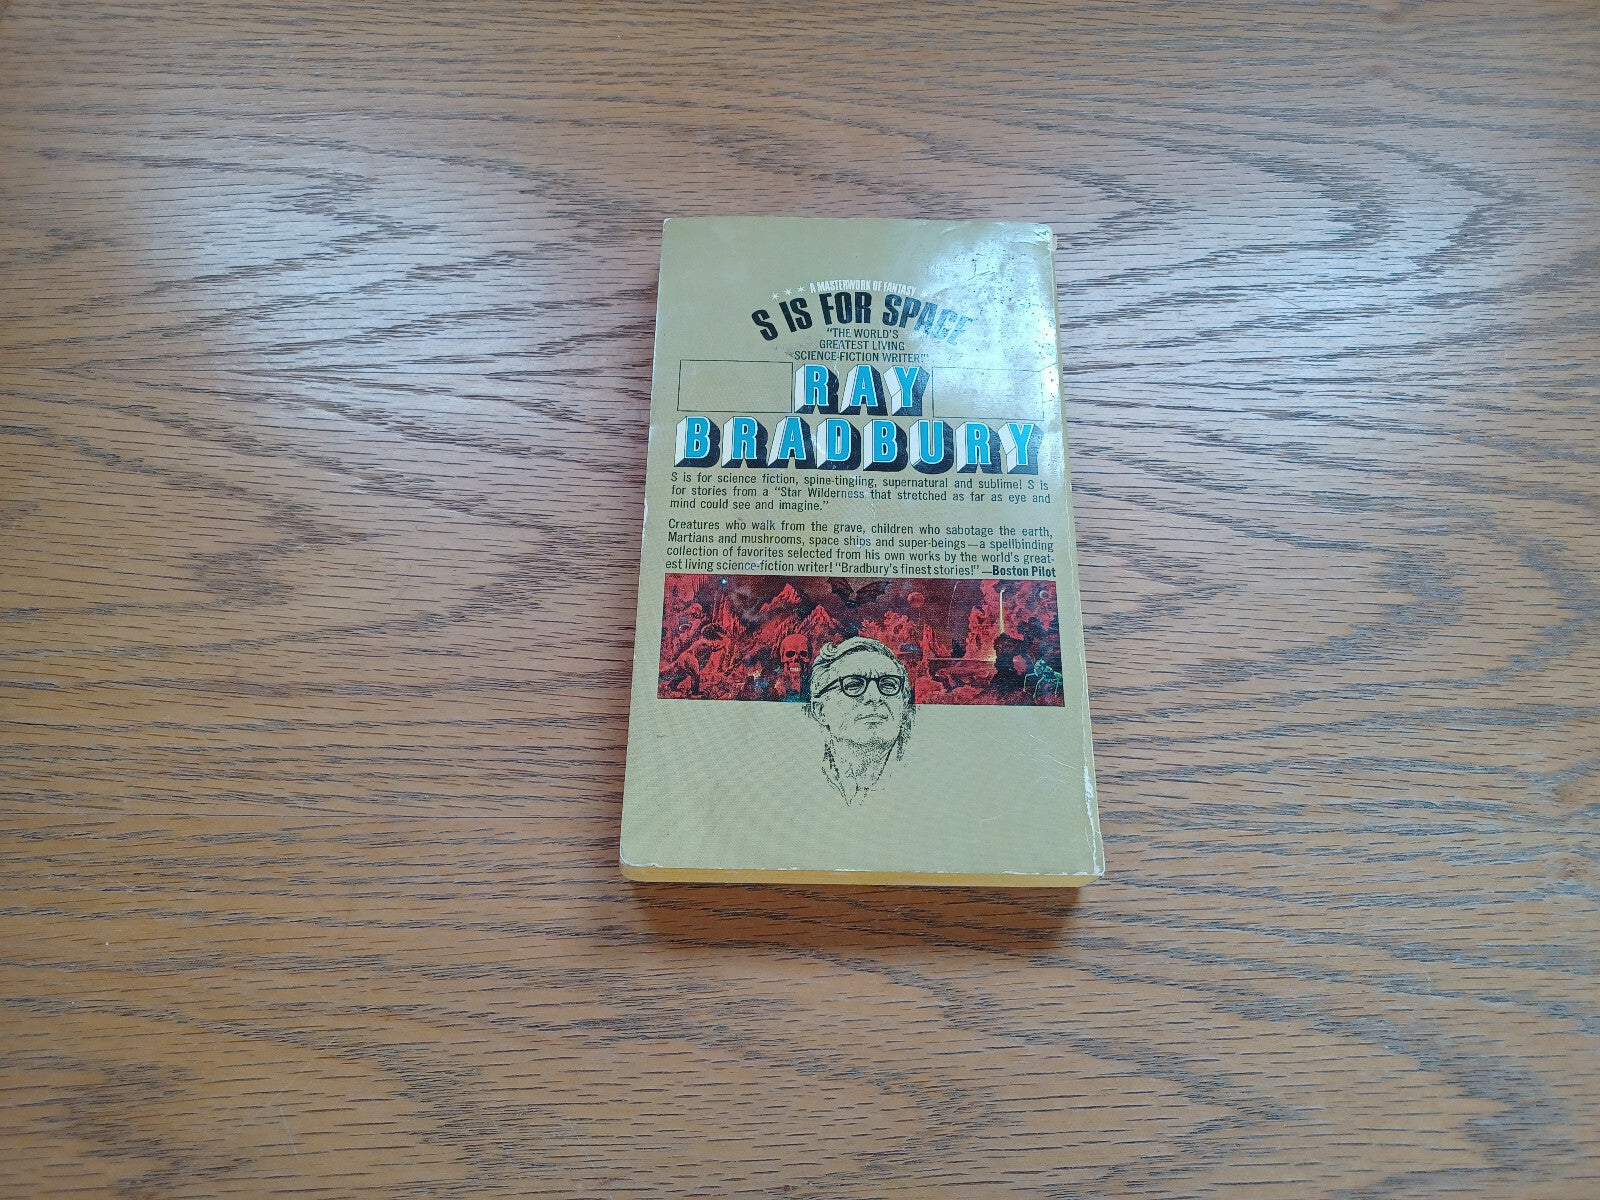 A MASTERWORK OF FANTASY
S IS FOR SPACE
"THE WORLD'S
GREATEST LIVING
SCIENCE-FICTION WRITER!"
RAY
BRADBURY
S is for science fiction, spine-tingling, supernatural and sublime! S is
for stories from a "Star Wilderness that stretched as far as eye and
mind could see and imagine."
Creatures who walk from the grave, children who sabotage the earth,
Martians and mushrooms, space ships and super-beings—a spellbinding
collection of favorites selected from his own works by the world's great-
est living science-fiction writer! "Bradbury's finest stories!" —Boston Pilot